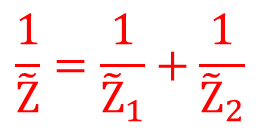 1/Z̃ = 1/Z̃₁ + 1/Z̃₂